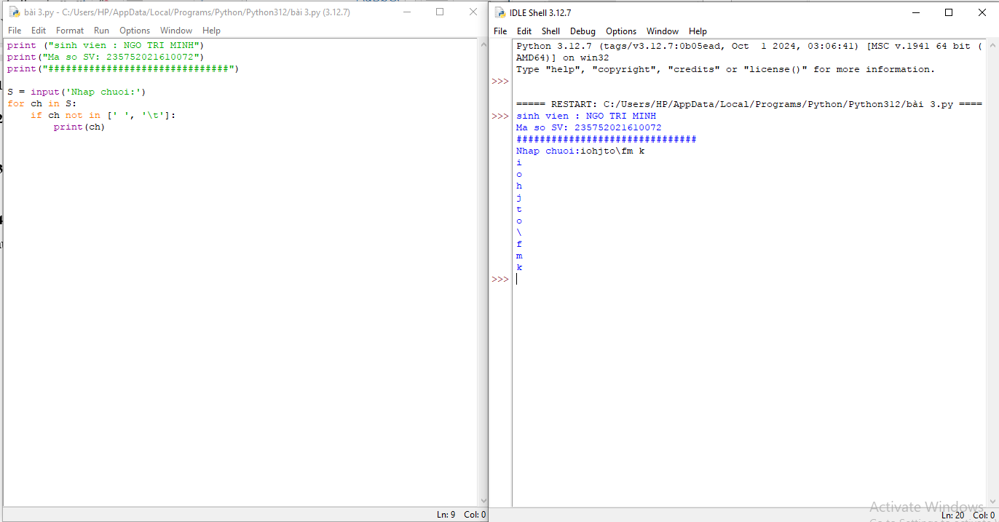 bài 3.py - C:/Users/HP/AppData/Local/Programs/Python/Python312/bài 3.py (3.12.7)
File Edit Format Run Options Window Help
print ("sinh vien : NGO TRI MINH")
print("Ma so SV: 235752021610072")
print("###############################")
S = input('Nhap chuoi:')
for ch in S:
    if ch not in [' ', '\t']:
        print(ch)
Ln: 9 Col: 0
IDLE Shell 3.12.7
File Edit Shell Debug Options Window Help
Python 3.12.7 (tags/v3.12.7:0b05ead, Oct  1 2024, 03:06:41) [MSC v.1941 64 bit (
AMD64)] on win32
Type "help", "copyright", "credits" or "license()" for more information.
>>>
===== RESTART: C:/Users/HP/AppData/Local/Programs/Python/Python312/bài 3.py ====
>>> sinh vien : NGO TRI MINH
Ma so SV: 235752021610072
###############################
Nhap chuoi:iohjto\fm k
i
o
h
j
t
o
\
f
m
k
>>>
Activate Windows
Ln: 20 Col: 0